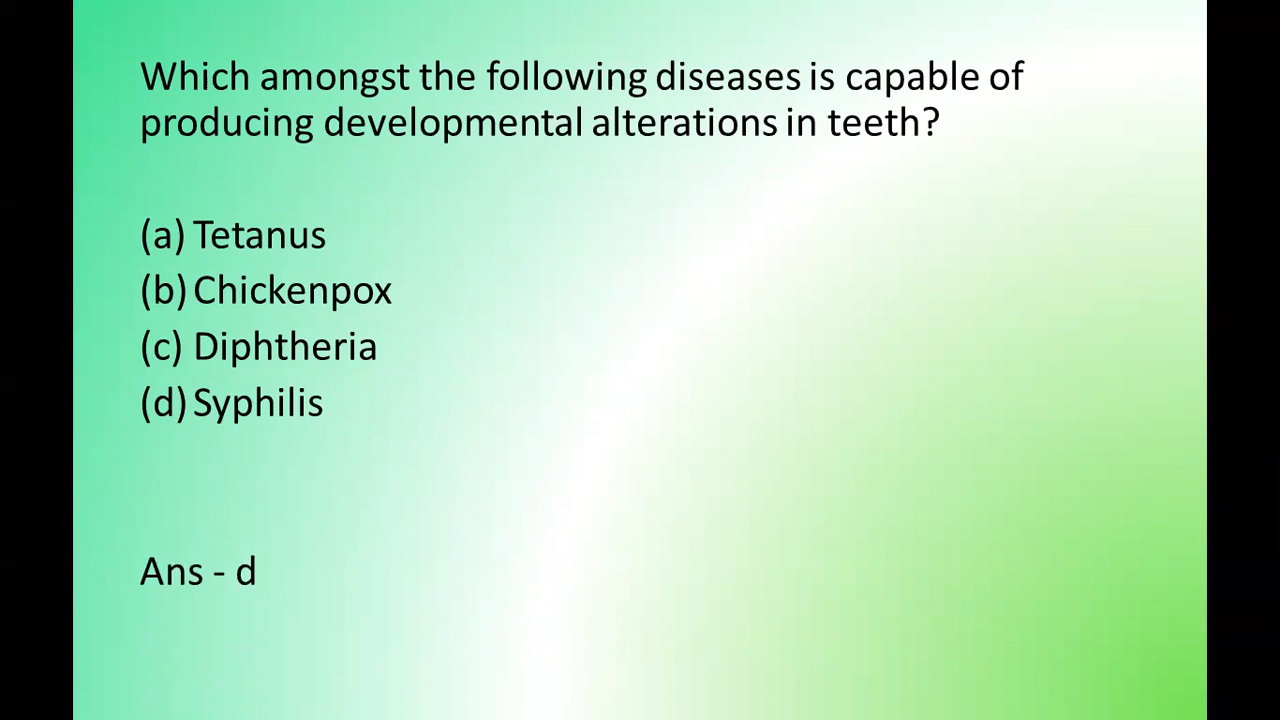 Which amongst the following diseases is capable of
producing developmental alterations in teeth?
(a) Tetanus
(b) Chickenpox
(c) Diphtheria
(d) Syphilis
Ans - d